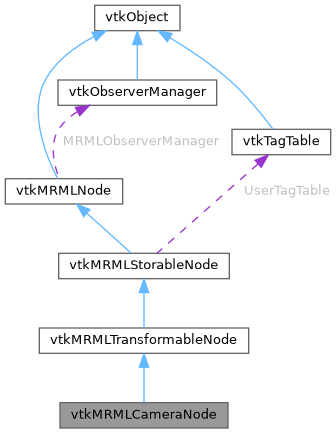 vtkObject
vtkObserverManager
MRMLObserverManager
vtkTagTable
vtkMRMLNode
UserTagTable
vtkMRMLStorableNode
vtkMRMLTransformableNode
vtkMRMLCameraNode